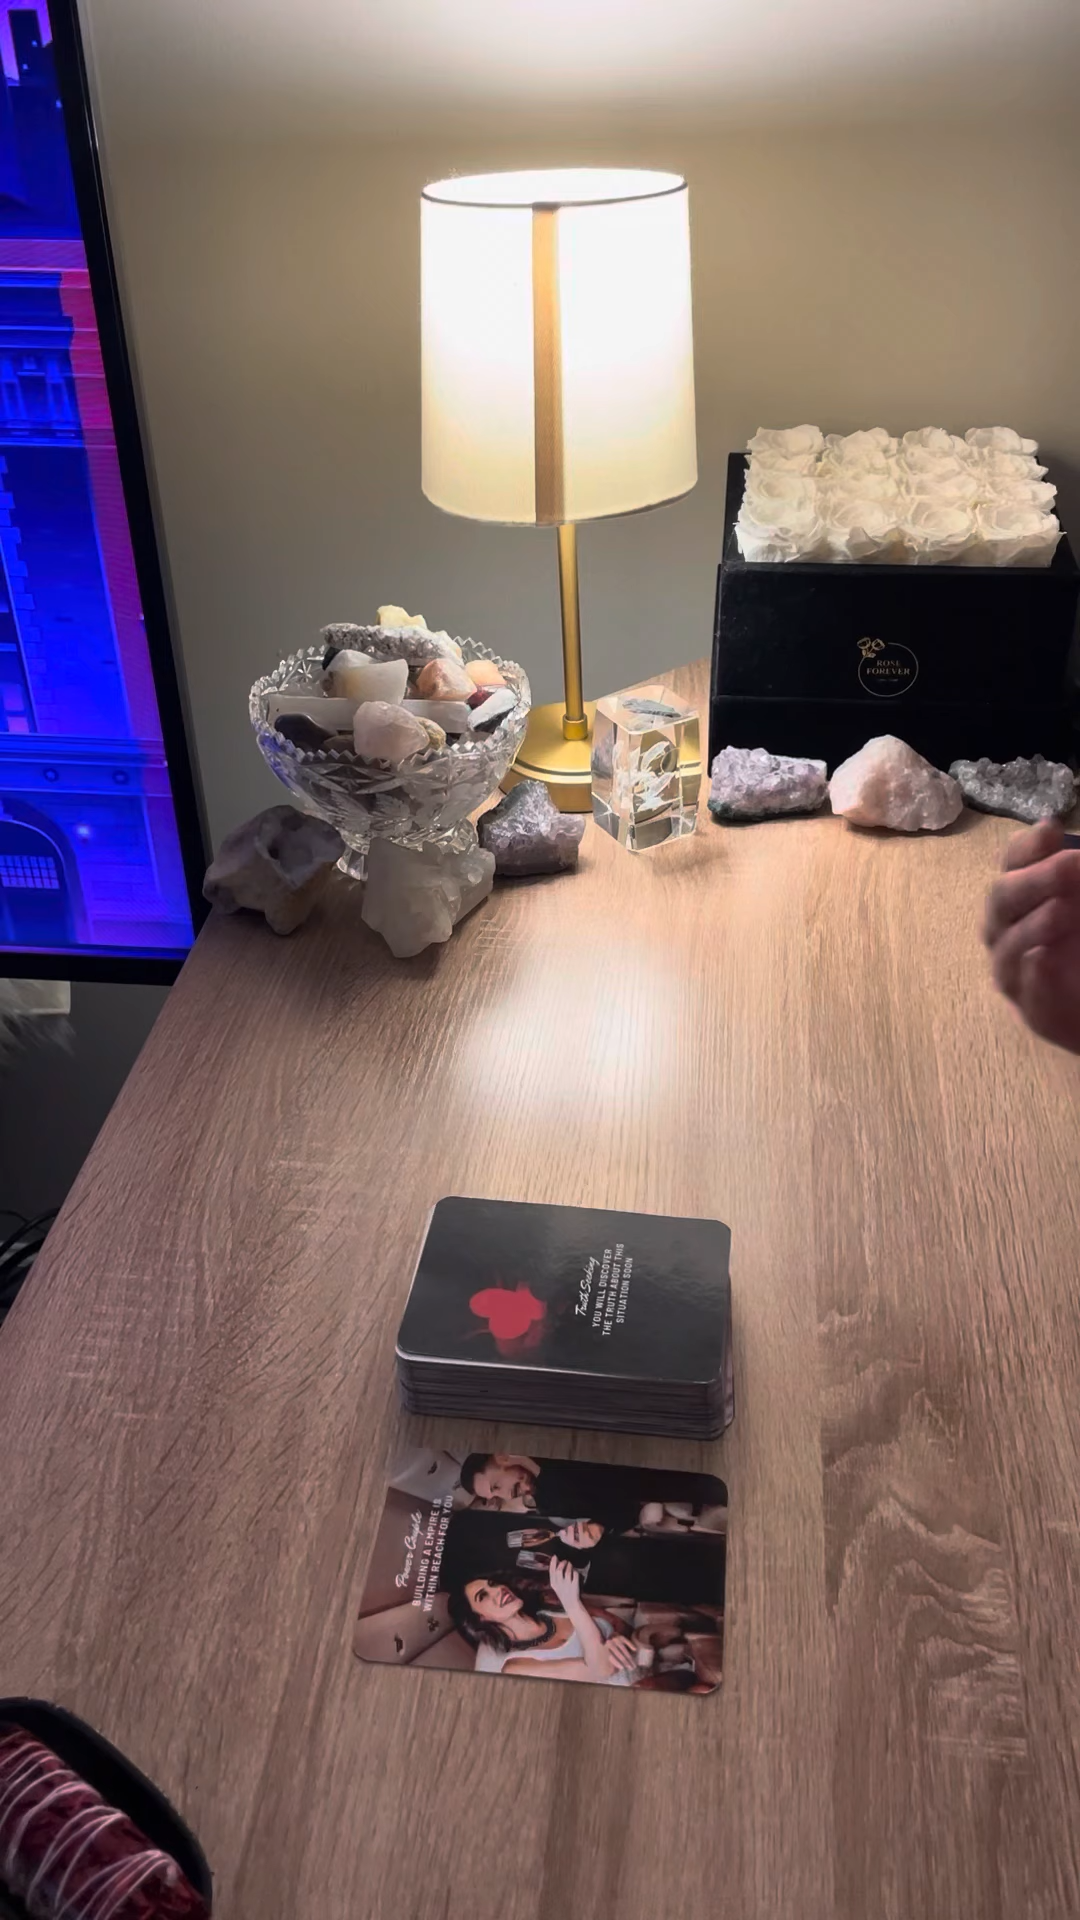 ROSE
FOREVER
Truth Seeking
YOU WILL DISCOVER
THE TRUTH ABOUT THIS
SITUATION SOON
Power Couple
BUILDING A EMPIRE IS
WITHIN REACH FOR YOU